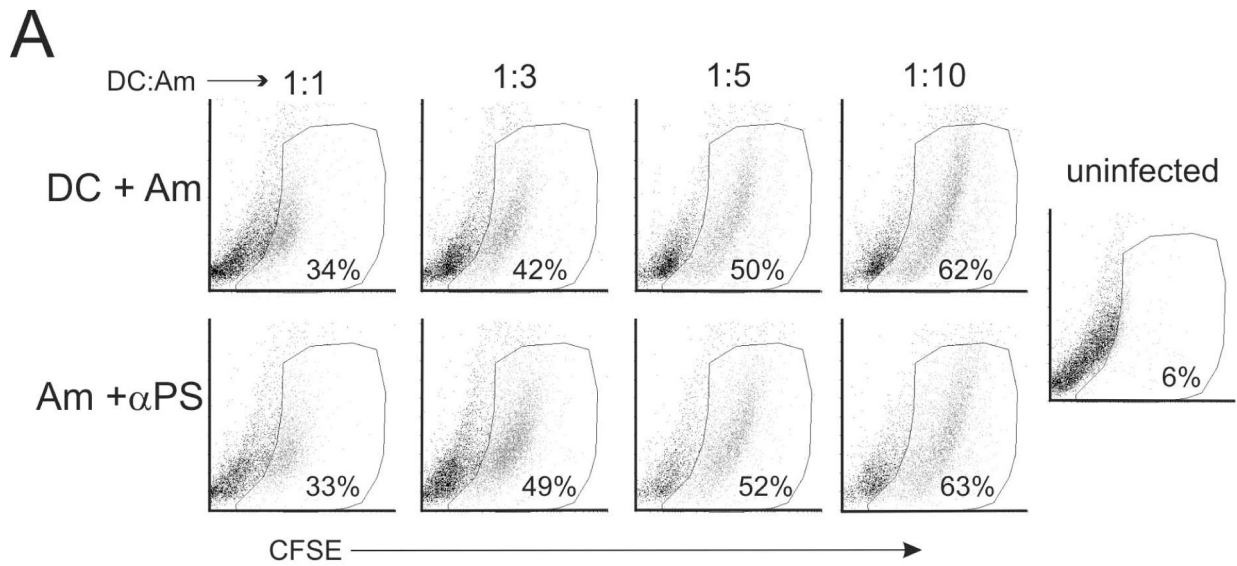 A
DC:Am 1:1 1:3 1:5 1:10
DC + Am 34% 42% 50% 62%
uninfected
6%
Am +αPS 33% 49% 52% 63%
CFSE